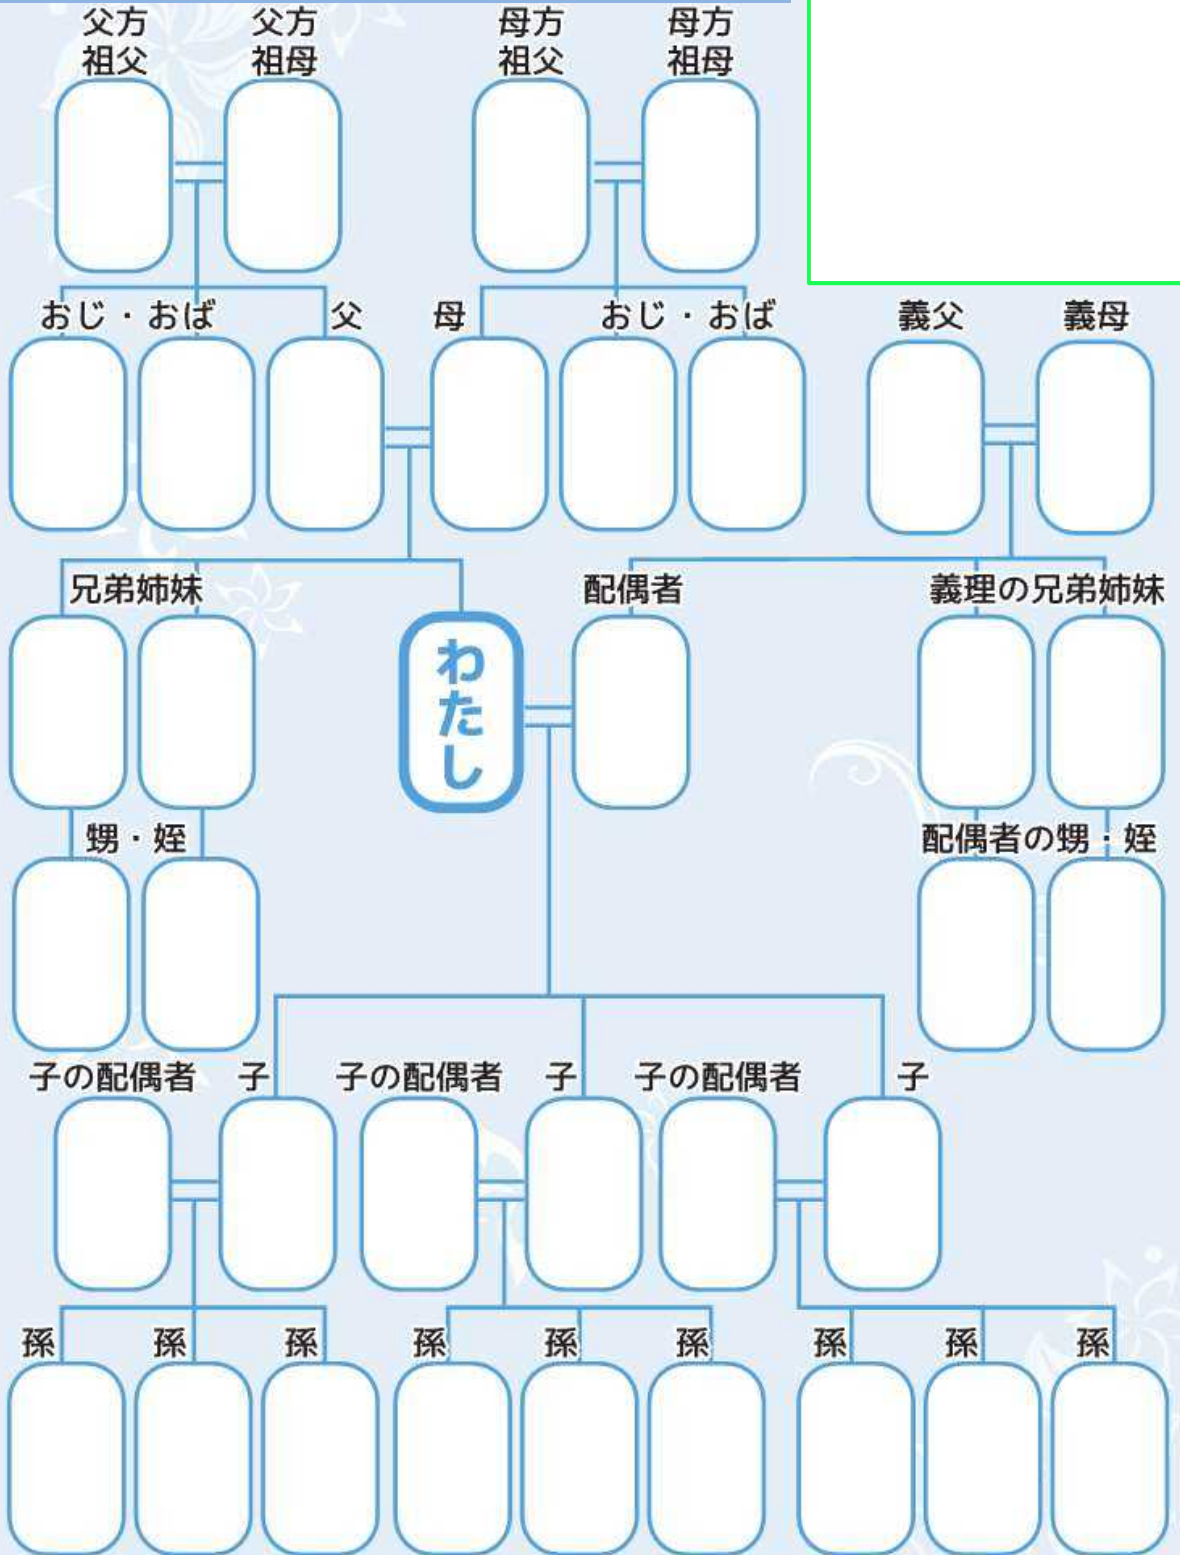 父方
祖父
父方
祖母
母方
祖父
母方
祖母
おじ・おば
父
母
おじ・おば
義父
義母
兄弟姉妹
配偶者
義理の兄弟姉妹
わたし
甥・姪
配偶者の甥・姪
子の配偶者
子
子の配偶者
子
子の配偶者
子
孫
孫
孫
孫
孫
孫
孫
孫
孫